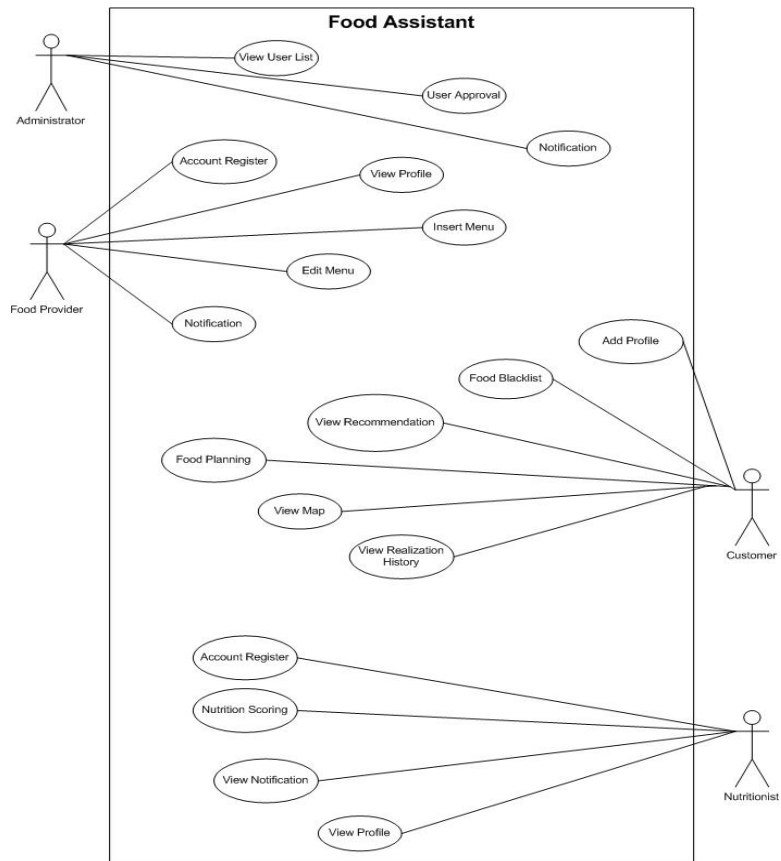 Food Assistant
View User List
User Approval
Administrator
Notification
Account Register
View Profile
Insert Menu
Edit Menu
Food Provider
Notification
Add Profile
Food Blacklist
View Recommendation
Food Planning
View Map
View Realization
History
Customer
Account Register
Nutrition Scoring
View Notification
Nutritionist
View Profile